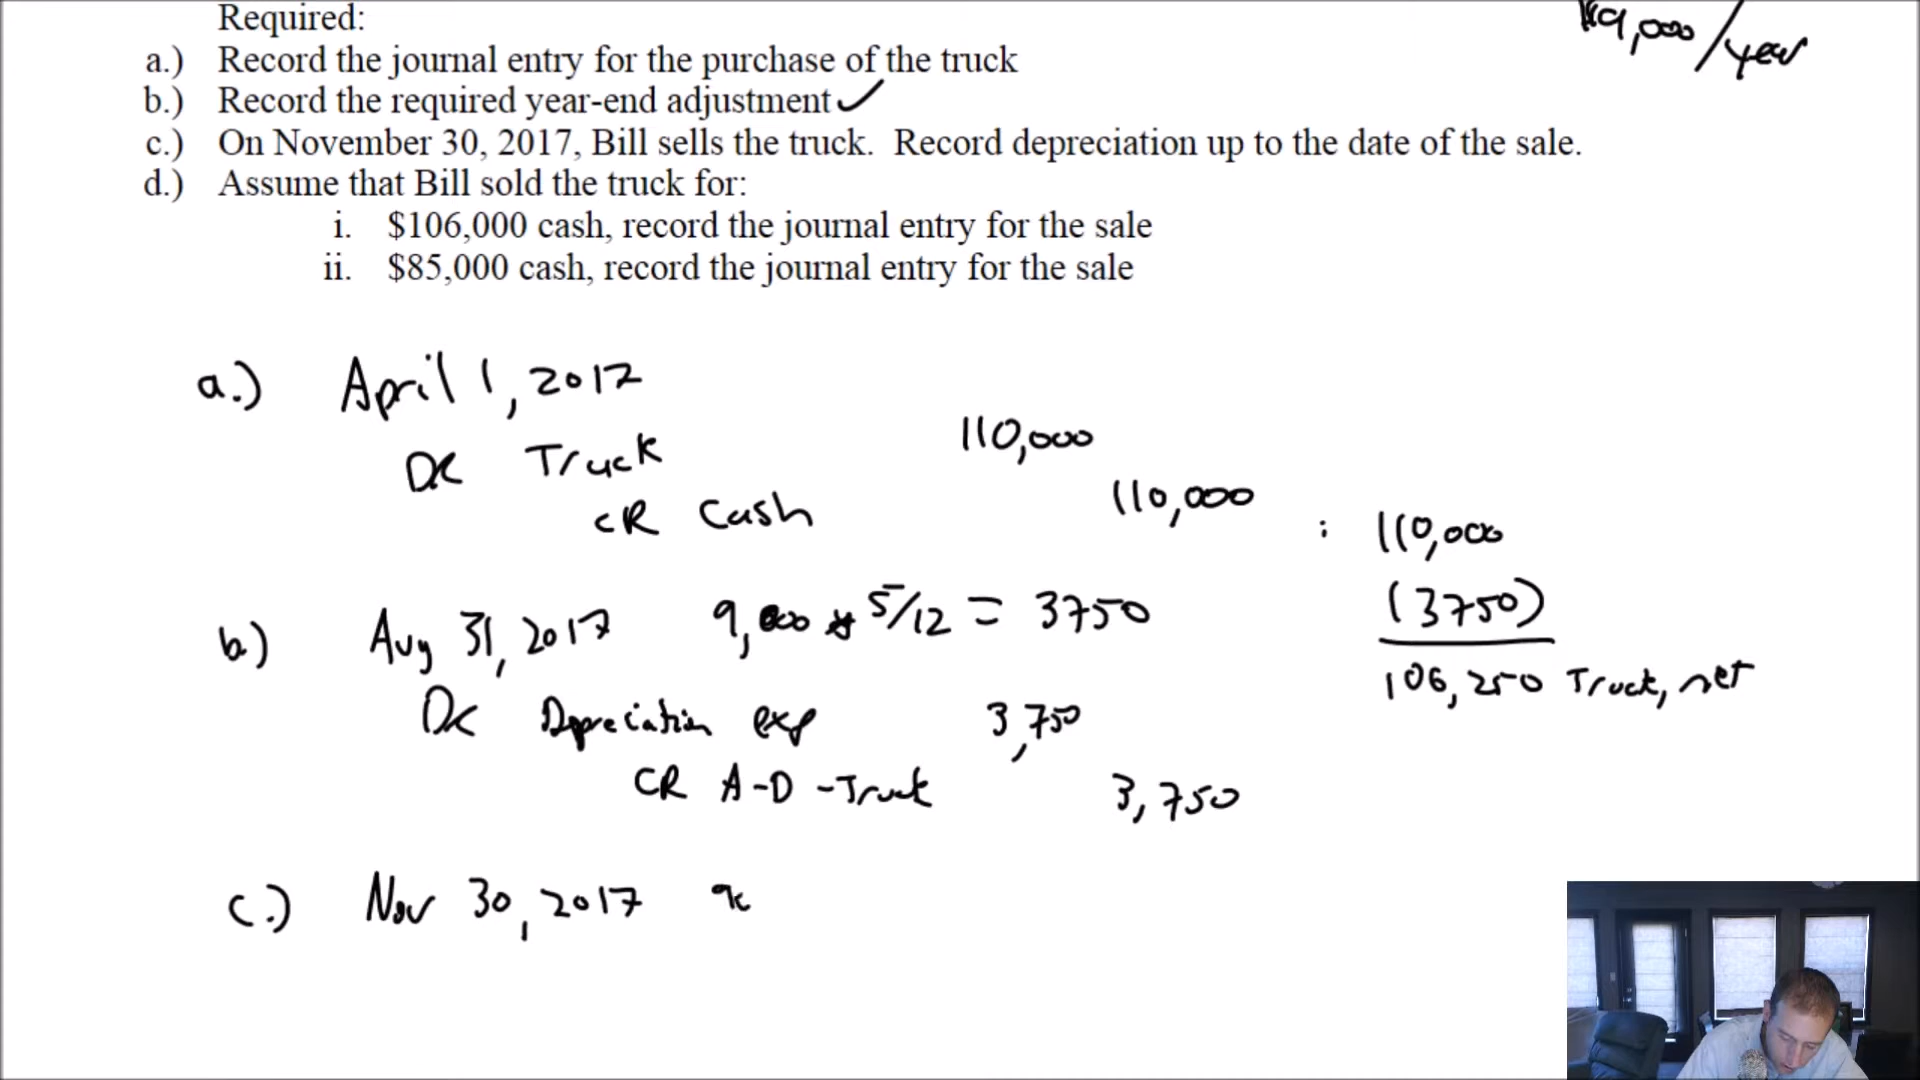 Required:
9,000/year
a.) Record the journal entry for the purchase of the truck
b.) Record the required year-end adjustment ✓
c.) On November 30, 2017, Bill sells the truck. Record depreciation up to the date of the sale.
d.) Assume that Bill sold the truck for:
i. $106,000 cash, record the journal entry for the sale
ii. $85,000 cash, record the journal entry for the sale
a.) April 1, 2017
DR Truck 110,000
CR Cash 110,000
: 110,000
(3750)
106,250 Truck, net
b) Aug 31, 2017 9,000 * 5/12 = 3750
DR Depreciation exp 3,750
CR A-D -Truck 3,750
c.) Nov 30, 2017